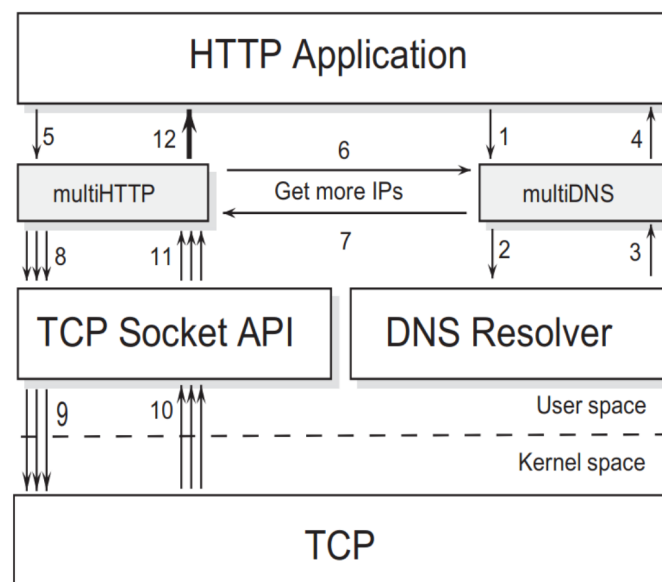 HTTP Application
5
12
6
1
4
multiHTTP
Get more IPs
multiDNS
7
8
11
2
3
TCP Socket API
DNS Resolver
9
10
User space
Kernel space
TCP